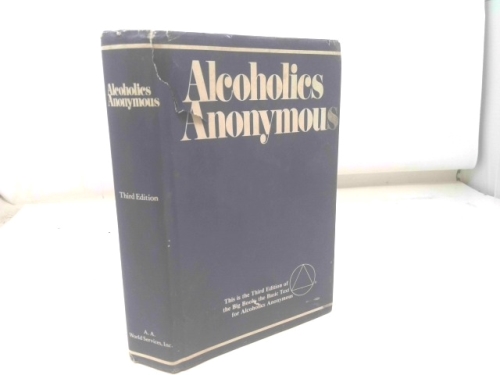 Alcoholics
Anonymous
Third Edition
A. A.
World Services, Inc.
Alcoholics
Anonymous
This is the Third Edition of
the Big Book, the Basic Text
for Alcoholics Anonymous